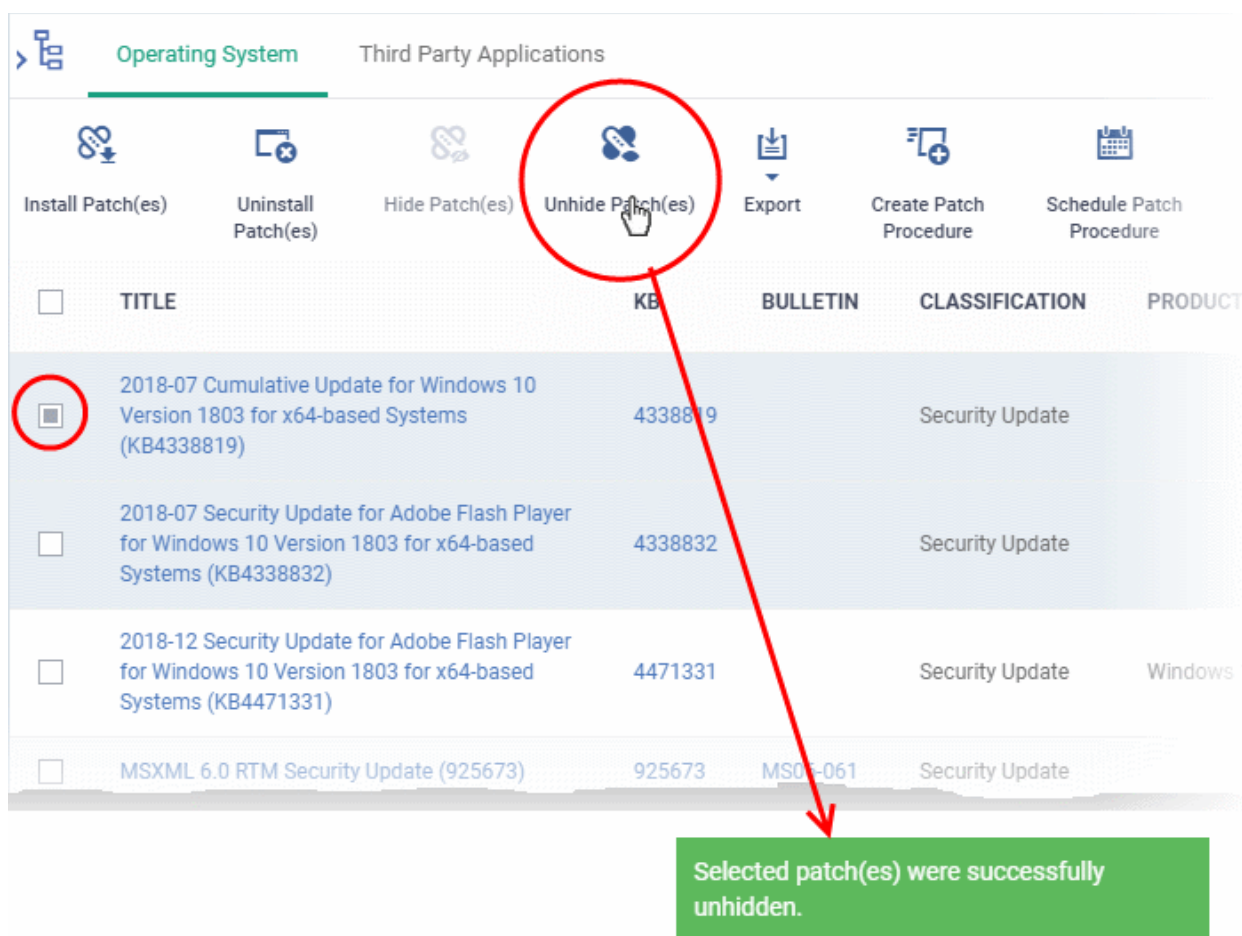 Operating System Third Party Applications
Install Patch(es) Uninstall Patch(es) Hide Patch(es) Unhide Patch(es) Export Create Patch Procedure Schedule Patch Procedure
TITLE KB BULLETIN CLASSIFICATION PRODUCT
2018-07 Cumulative Update for Windows 10
Version 1803 for x64-based Systems 4338819 Security Update
(KB4338819)
2018-07 Security Update for Adobe Flash Player
for Windows 10 Version 1803 for x64-based 4338832 Security Update
Systems (KB4338832)
2018-12 Security Update for Adobe Flash Player
for Windows 10 Version 1803 for x64-based 4471331 Security Update Windows
Systems (KB4471331)
MSXML 6.0 RTM Security Update (925673) 925673 MS06-061 Security Update
Selected patch(es) were successfully
unhidden.